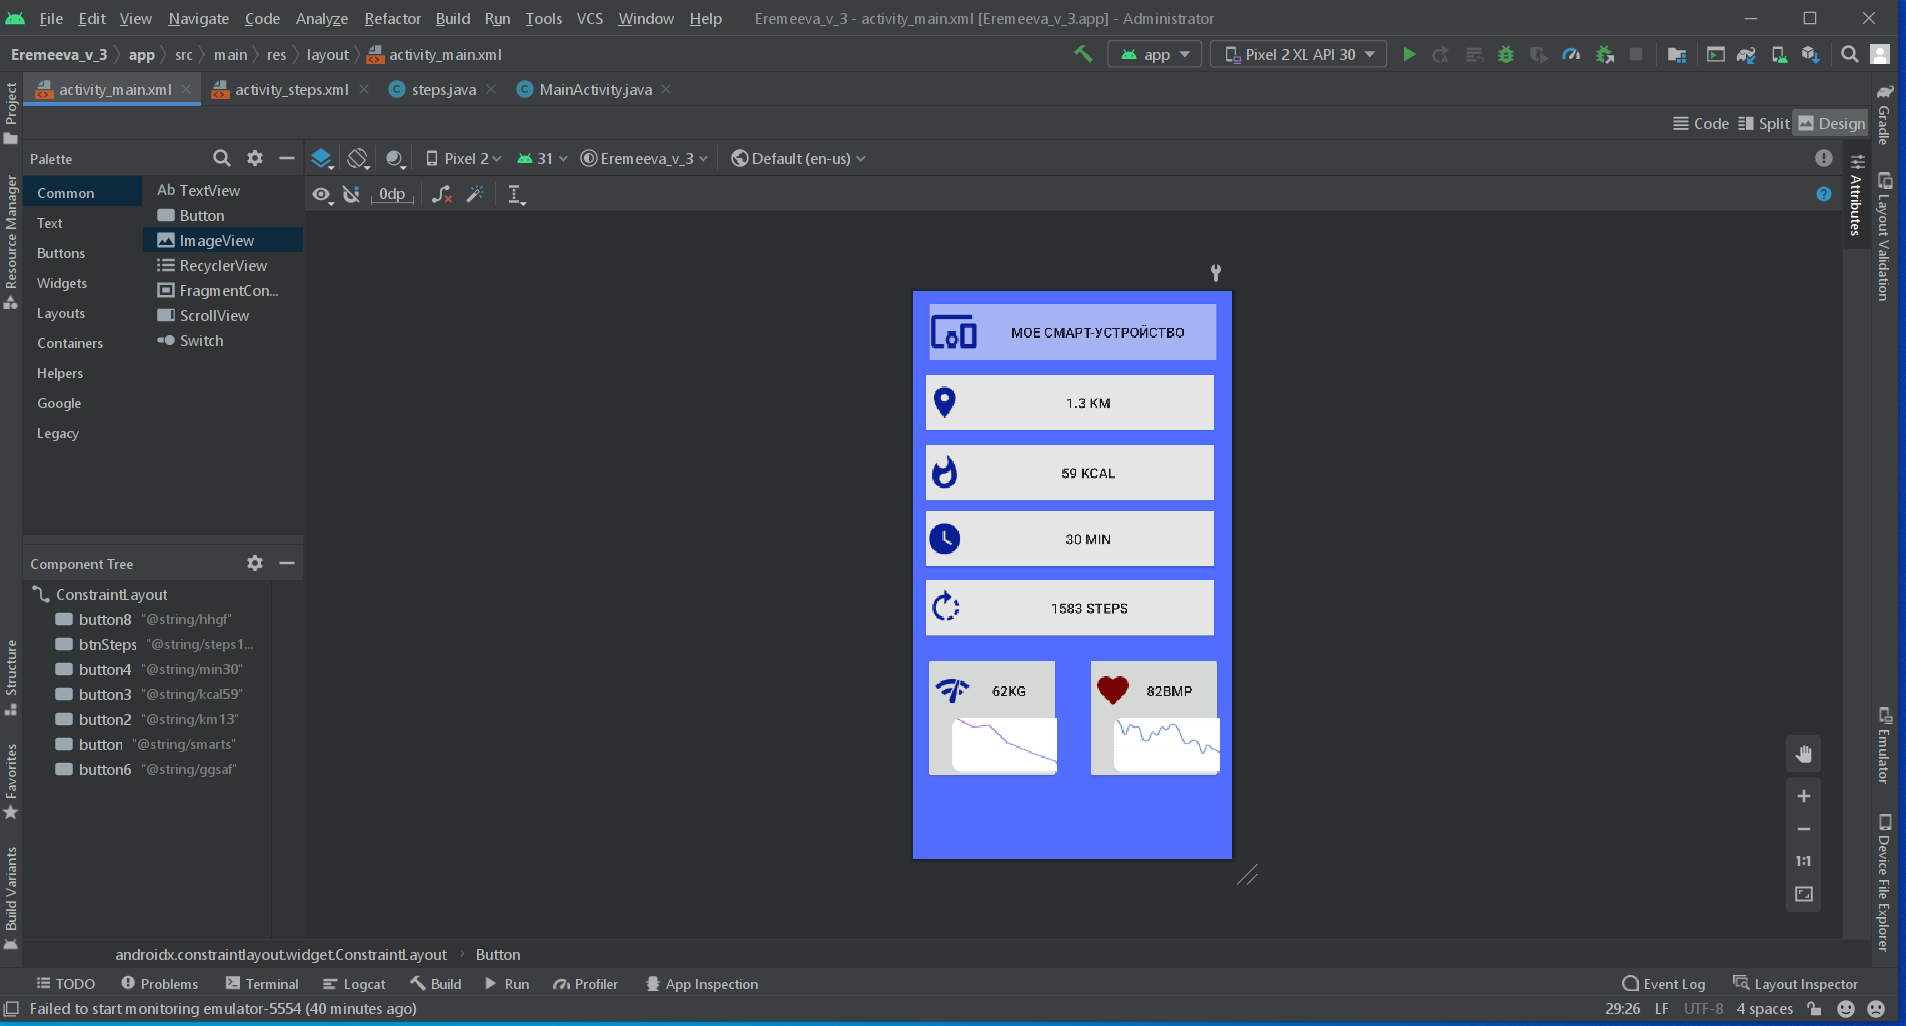 File Edit View Navigate Code Analyze Refactor Build Run Tools VCS Window Help Eremeeva_v_3 - activity_main.xml [Eremeeva_v_3.app] - Administrator
Eremeeva_v_3 app src main res layout activity_main.xml app Pixel 2 XL API 30
activity_main.xml activity_steps.xml steps.java MainActivity.java
Code Split Design
Palette
Pixel 2 31 Eremeeva_v_3 Default (en-us)
0dp
Common
Text
Buttons
Widgets
Layouts
Containers
Helpers
Google
Legacy
Ab TextView
Button
ImageView
RecyclerView
FragmentCon...
ScrollView
Switch
МОЕ СМАРТ-УСТРОЙСТВО
1.3 KM
59 KCAL
30 MIN
1583 STEPS
62KG
82BMP
Component Tree
ConstraintLayout
button8 "@string/hhgf"
btnSteps "@string/steps1...
button4 "@string/min30"
button3 "@string/kcal59"
button2 "@string/km13"
button "@string/smarts"
button6 "@string/ggsaf"
1:1
Project
Resource Manager
Structure
Favorites
Build Variants
Gradle
Attributes
Layout Validation
Emulator
Device File Explorer
androidx.constraintlayout.widget.ConstraintLayout Button
TODO Problems Terminal Logcat Build Run Profiler App Inspection Event Log Layout Inspector
Failed to start monitoring emulator-5554 (40 minutes ago) 29:26 LF UTF-8 4 spaces